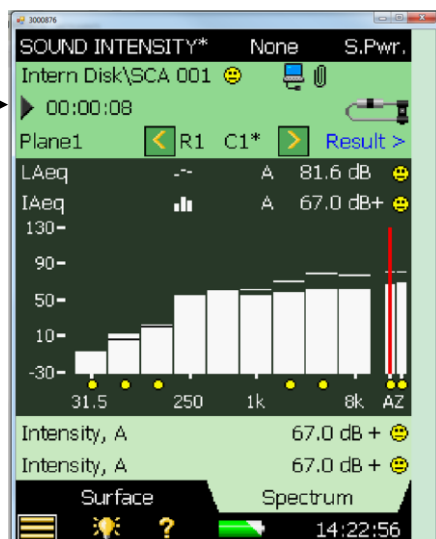 3000876
SOUND INTENSITY* None S.Pwr.
Intern Disk\SCA 001
00:00:08
Plane1 < R1 C1* > Result >
LAeq A 81.6 dB
IAeq A 67.0 dB+
130-
90-
50-
10-
-30-
31.5 250 1k 8k AZ
Intensity, A 67.0 dB +
Intensity, A 67.0 dB +
Surface Spectrum
? 14:22:56